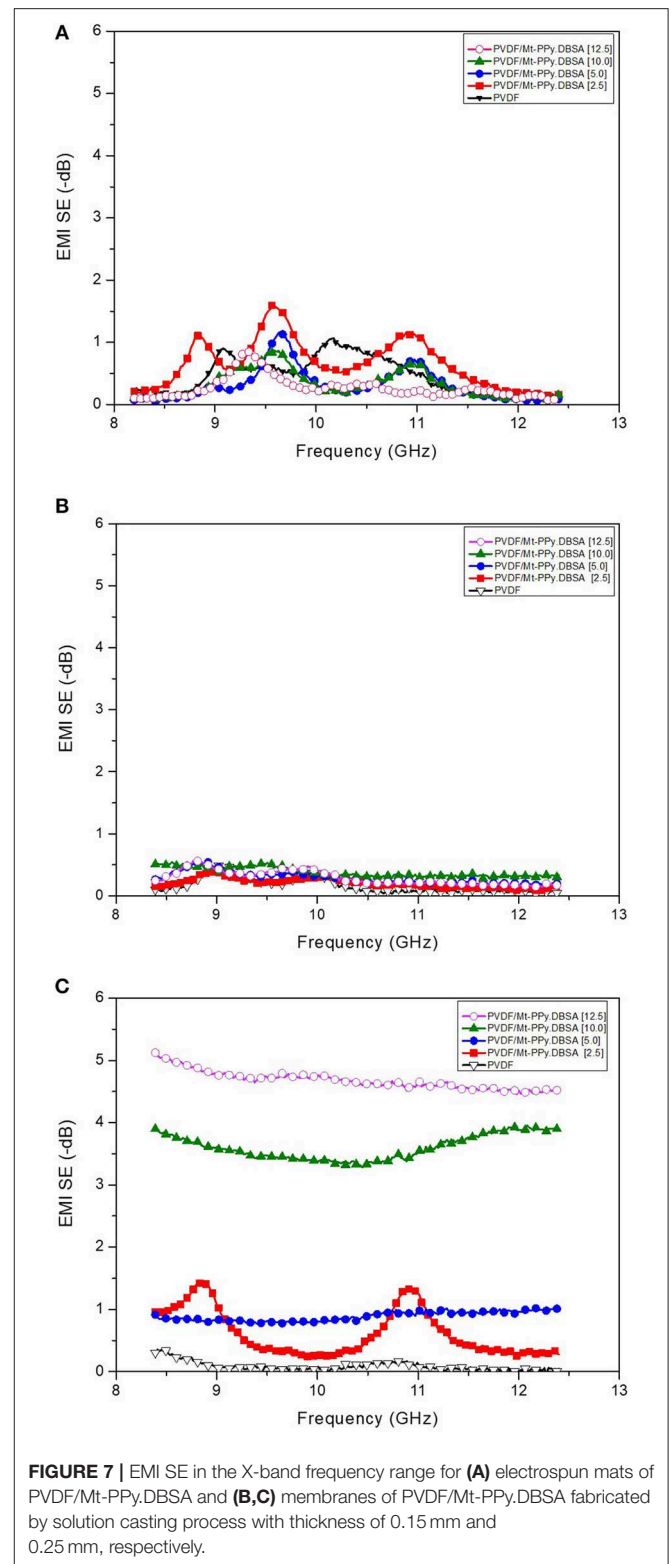 A
PVDF/Mt-PPy.DBSA [12.5]
PVDF/Mt-PPy.DBSA [10.0]
PVDF/Mt-PPy.DBSA [5.0]
PVDF/Mt-PPy.DBSA [2.5]
PVDF
6
5
4
3
2
1
0
EMI SE (-dB)
8 9 10 11 12 13
Frequency (GHz)
B
PVDF/Mt-PPy.DBSA [12.5]
PVDF/Mt-PPy.DBSA [10.0]
PVDF/Mt-PPy.DBSA [5.0]
PVDF/Mt-PPy.DBSA [2.5]
PVDF
6
5
4
3
2
1
0
EMI SE (-dB)
8 9 10 11 12 13
Frequency (GHz)
C
PVDF/Mt-PPy.DBSA [12.5]
PVDF/Mt-PPy.DBSA [10.0]
PVDF/Mt-PPy.DBSA [5.0]
PVDF/Mt-PPy.DBSA [2.5]
PVDF
6
5
4
3
2
1
0
EMI SE (-dB)
8 9 10 11 12 13
Frequency (GHz)
FIGURE 7 | EMI SE in the X-band frequency range for (A) electrospun mats of
PVDF/Mt-PPy.DBSA and (B,C) membranes of PVDF/Mt-PPy.DBSA fabricated
by solution casting process with thickness of 0.15 mm and
0.25 mm, respectively.